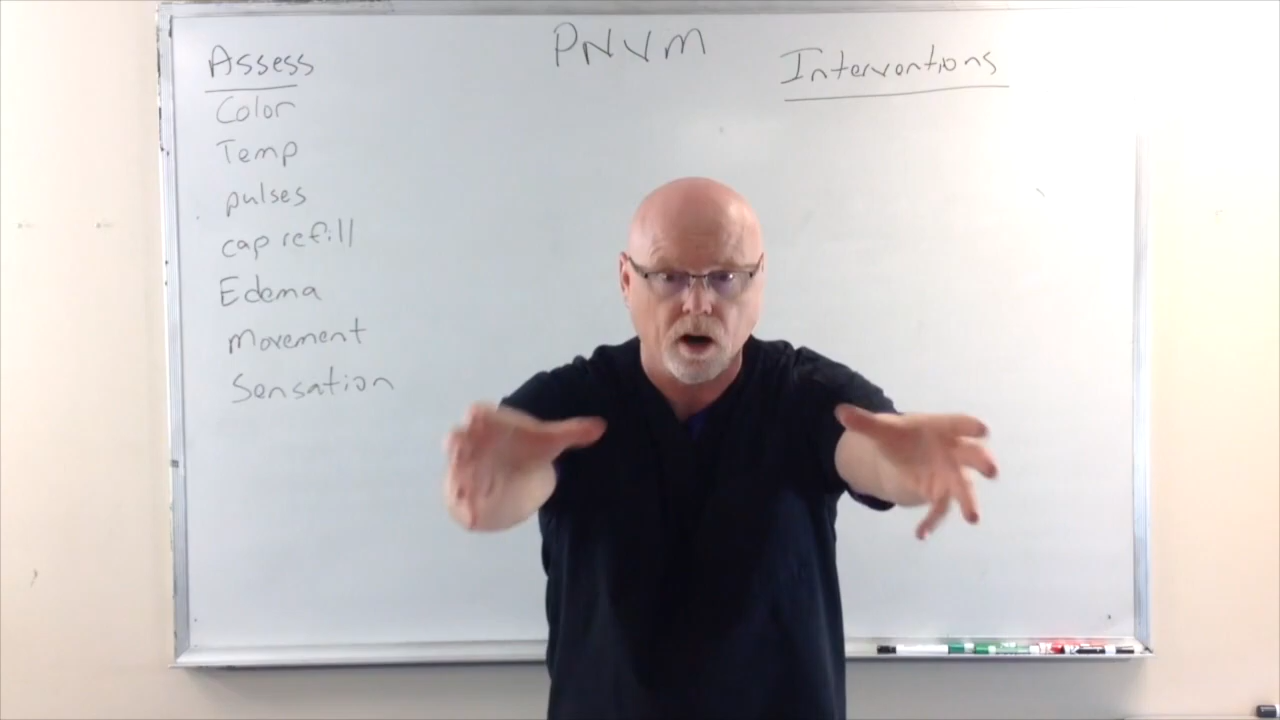 PNVM
Assess
Color
Temp
pulses
cap refill
Edema
Movement
Sensation
Interventions